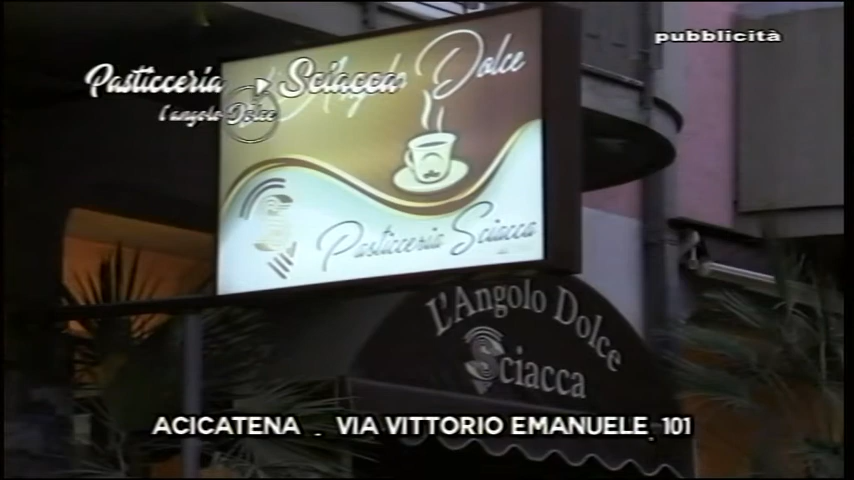 pubblicità
Pasticceria Sciacca
l'angolo Dolce
L'Angolo Dolce
Pasticceria Sciacca
L'Angolo Dolce
Sciacca
ACICATENA - VIA VITTORIO EMANUELE, 101